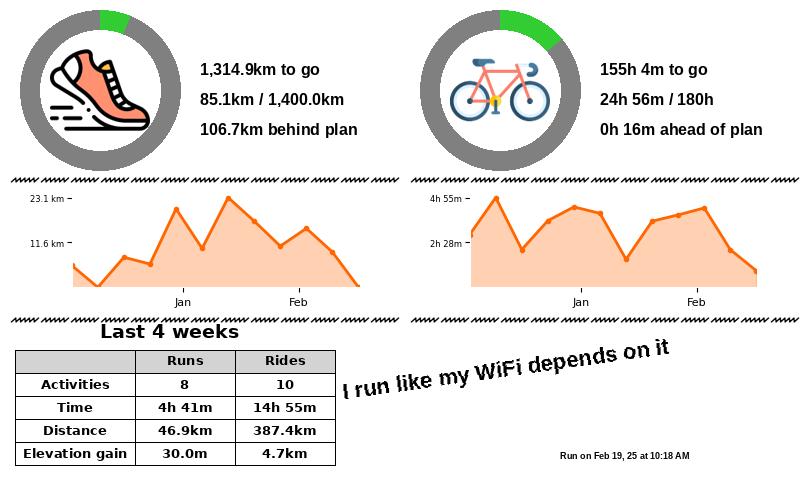 1,314.9km to go
85.1km / 1,400.0km
106.7km behind plan
155h 4m to go
24h 56m / 180h
0h 16m ahead of plan
23.1 km
11.6 km
Jan Feb
4h 55m
2h 28m
Jan Feb
Last 4 weeks
Runs Rides
Activities 8 10
Time 4h 41m 14h 55m
Distance 46.9km 387.4km
Elevation gain 30.0m 4.7km
I run like my WiFi depends on it
Run on Feb 19, 25 at 10:18 AM